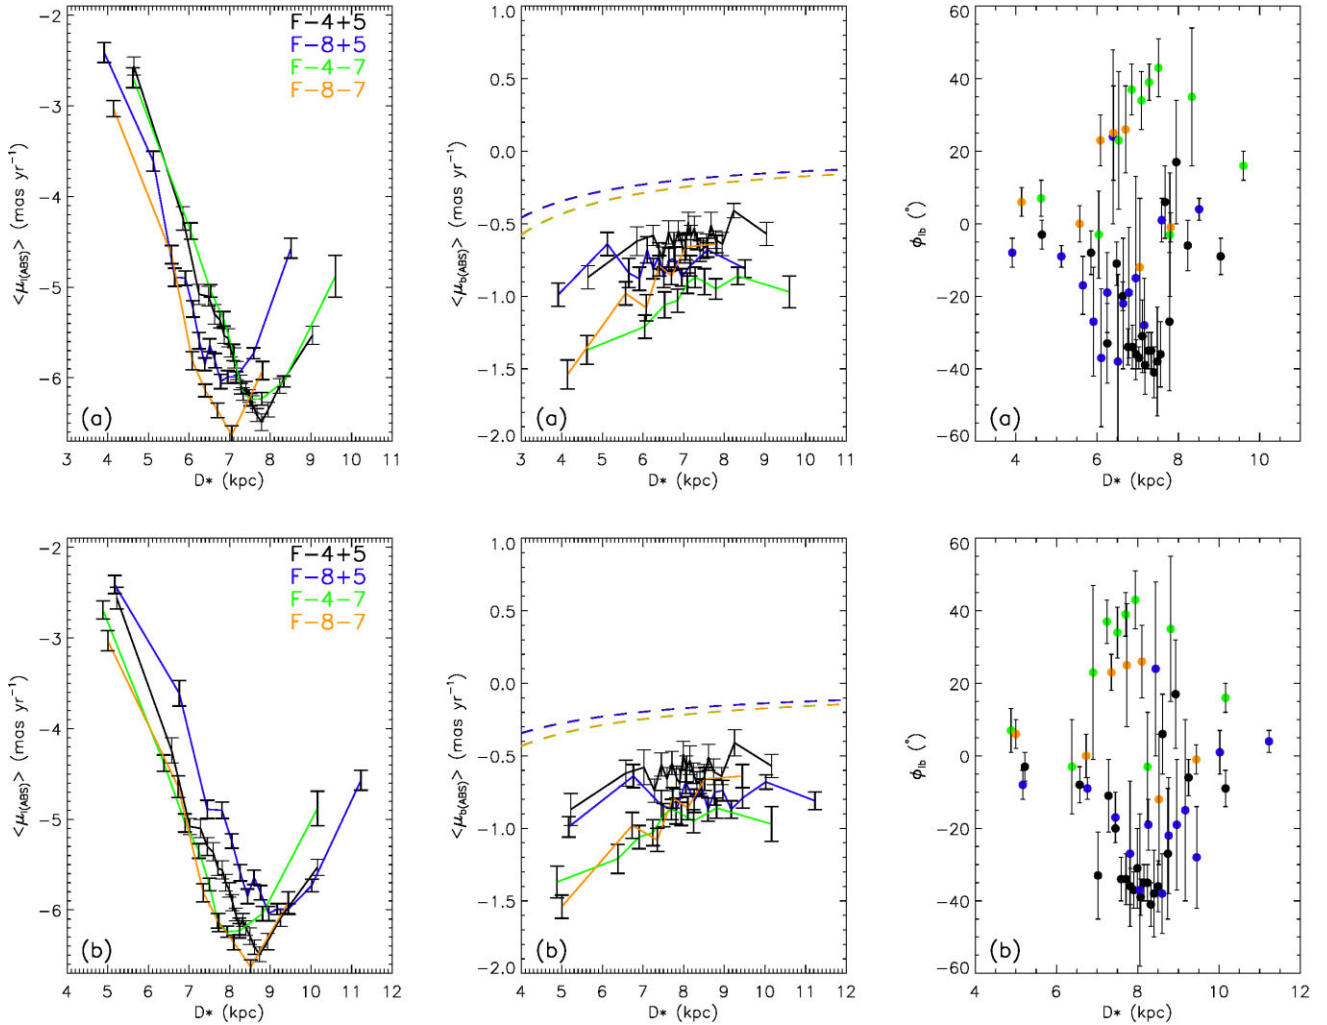 F−4+5
F−8+5
F−4−7
F−8−7
−2
−3
−4
−5
−6
<μl(ABS)> (mas yr−1)
(a)
3 4 5 6 7 8 9 10 11
D* (kpc)
1.0
0.5
0.0
−0.5
−1.0
−1.5
−2.0
<μb(ABS)> (mas yr−1)
(a)
3 4 5 6 7 8 9 10 11
D* (kpc)
60
40
20
0
−20
−40
−60
ϕlb (°)
(a)
4 6 8 10
D* (kpc)
F−4+5
F−8+5
F−4−7
F−8−7
−2
−3
−4
−5
−6
<μl(ABS)> (mas yr−1)
(b)
4 5 6 7 8 9 10 11 12
D* (kpc)
1.0
0.5
0.0
−0.5
−1.0
−1.5
−2.0
<μb(ABS)> (mas yr−1)
(b)
4 5 6 7 8 9 10 11 12
D* (kpc)
60
40
20
0
−20
−40
−60
ϕlb (°)
(b)
6 8 10 12
D* (kpc)